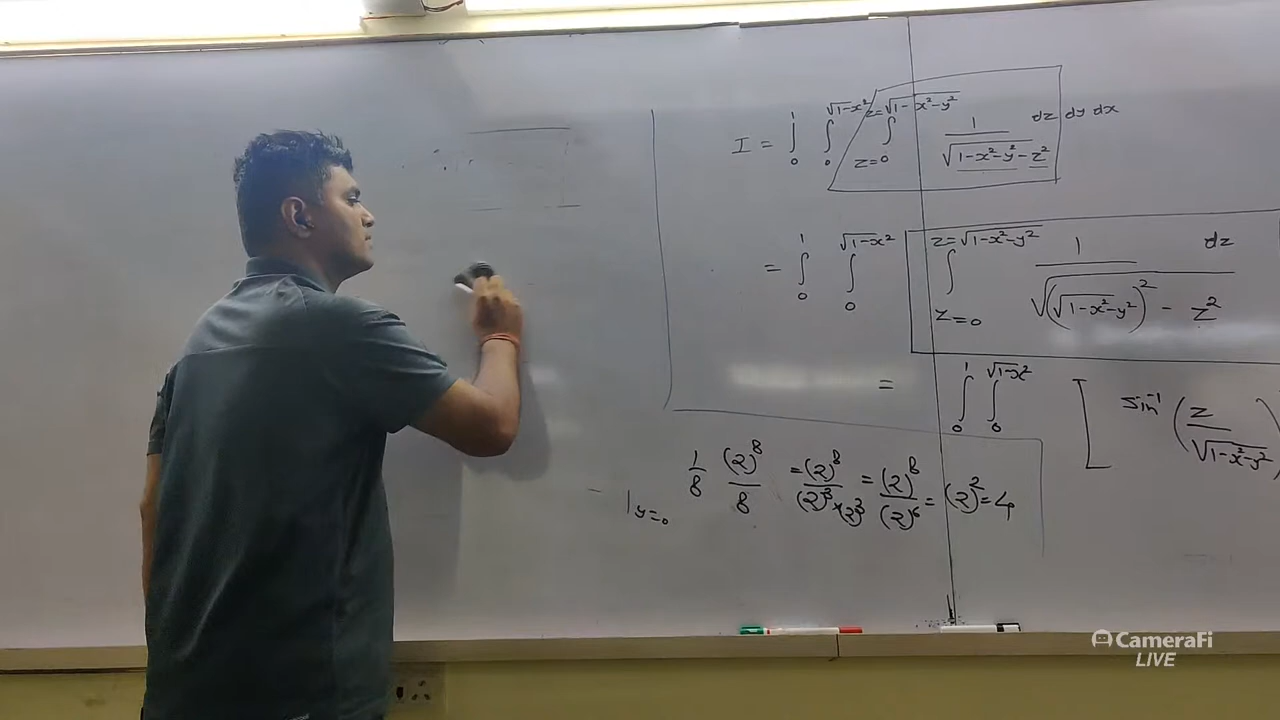 I = ∫₀¹ ∫₀^√1-x² ∫_{z=0}^{z=√1-x²-y²} 1/√1-x²-y²-z² dz dy dx
= ∫₀¹ ∫₀^√1-x² ∫_{z=0}^{z=√1-x²-y²} 1/√(√1-x²-y²)² - z² dz
= ∫₀¹ ∫₀^√1-x² [ sin⁻¹ (z/√1-x²-y²)
y=0 1/8 (2)⁸/8 = (2)⁸/(2)³×(2)³ = (2)⁸/(2)⁶ = (2)² = 4
CameraFi
LIVE